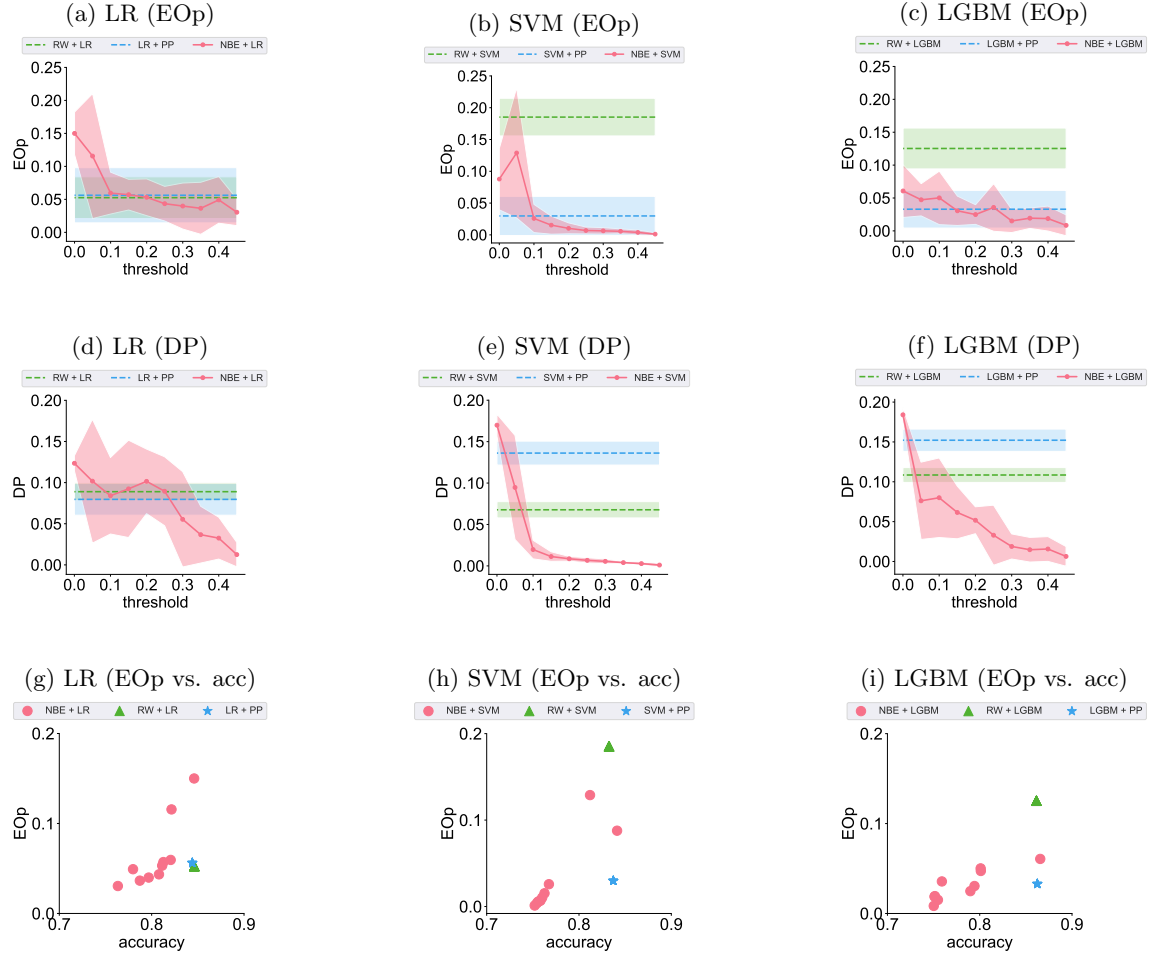 (a) LR (EOp)
RW + LR LR + PP NBE + LR
0.25
0.20
0.15
0.10
0.05
0.00
EOp
0.0 0.1 0.2 0.3 0.4
threshold
(b) SVM (EOp)
RW + SVM SVM + PP NBE + SVM
0.25
0.20
0.15
0.10
0.05
0.00
EOp
0.0 0.1 0.2 0.3 0.4
threshold
(c) LGBM (EOp)
RW + LGBM LGBM + PP NBE + LGBM
0.25
0.20
0.15
0.10
0.05
0.00
EOp
0.0 0.1 0.2 0.3 0.4
threshold
(d) LR (DP)
RW + LR LR + PP NBE + LR
0.20
0.15
0.10
0.05
0.00
DP
0.0 0.1 0.2 0.3 0.4
threshold
(e) SVM (DP)
RW + SVM SVM + PP NBE + SVM
0.20
0.15
0.10
0.05
0.00
DP
0.0 0.1 0.2 0.3 0.4
threshold
(f) LGBM (DP)
RW + LGBM LGBM + PP NBE + LGBM
0.20
0.15
0.10
0.05
0.00
DP
0.0 0.1 0.2 0.3 0.4
threshold
(g) LR (EOp vs. acc)
NBE + LR RW + LR LR + PP
0.2
0.1
0.0
EOp
0.7 0.8 0.9
accuracy
(h) SVM (EOp vs. acc)
NBE + SVM RW + SVM SVM + PP
0.2
0.1
0.0
EOp
0.7 0.8 0.9
accuracy
(i) LGBM (EOp vs. acc)
NBE + LGBM RW + LGBM LGBM + PP
0.2
0.1
0.0
EOp
0.7 0.8 0.9
accuracy